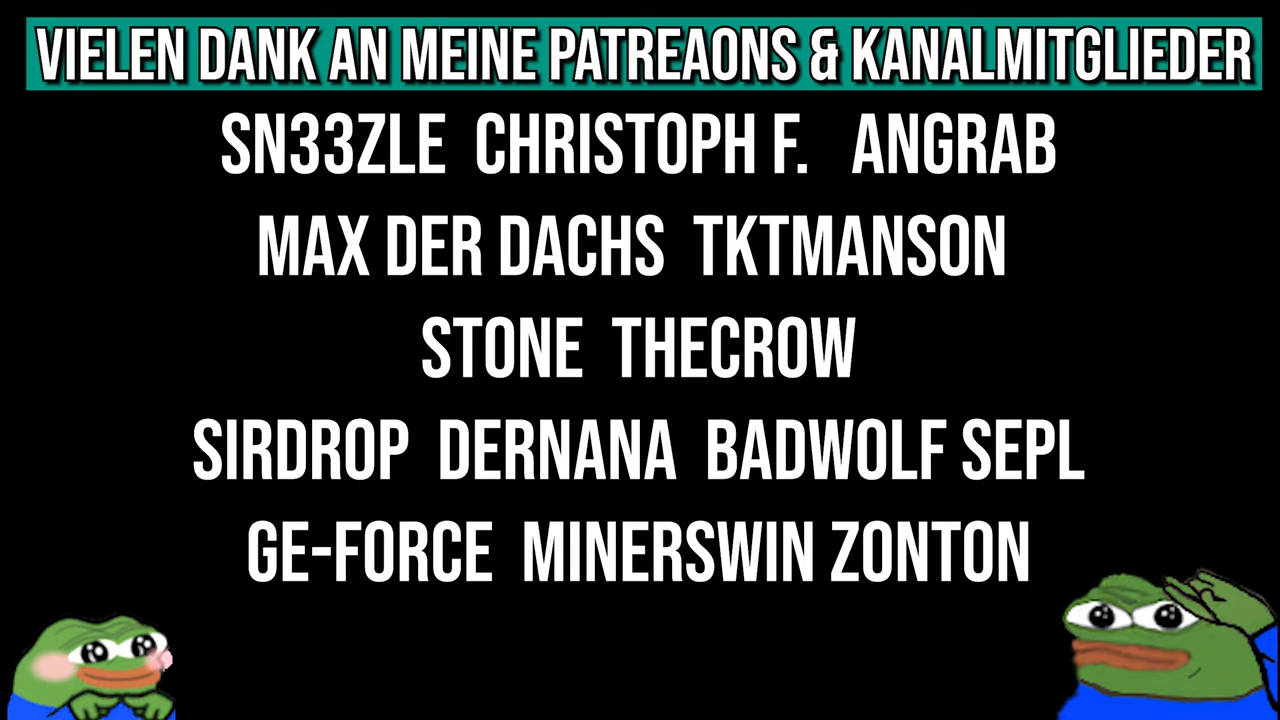 VIELEN DANK AN MEINE PATREAONS & KANALMITGLIEDER
SN33ZLE CHRISTOPH F. ANGRAB
MAX DER DACHS TKTMANSON
STONE THECROW
SIRDROP DERNANA BADWOLF SEPL
GE-FORCE MINERSWIN ZONTON